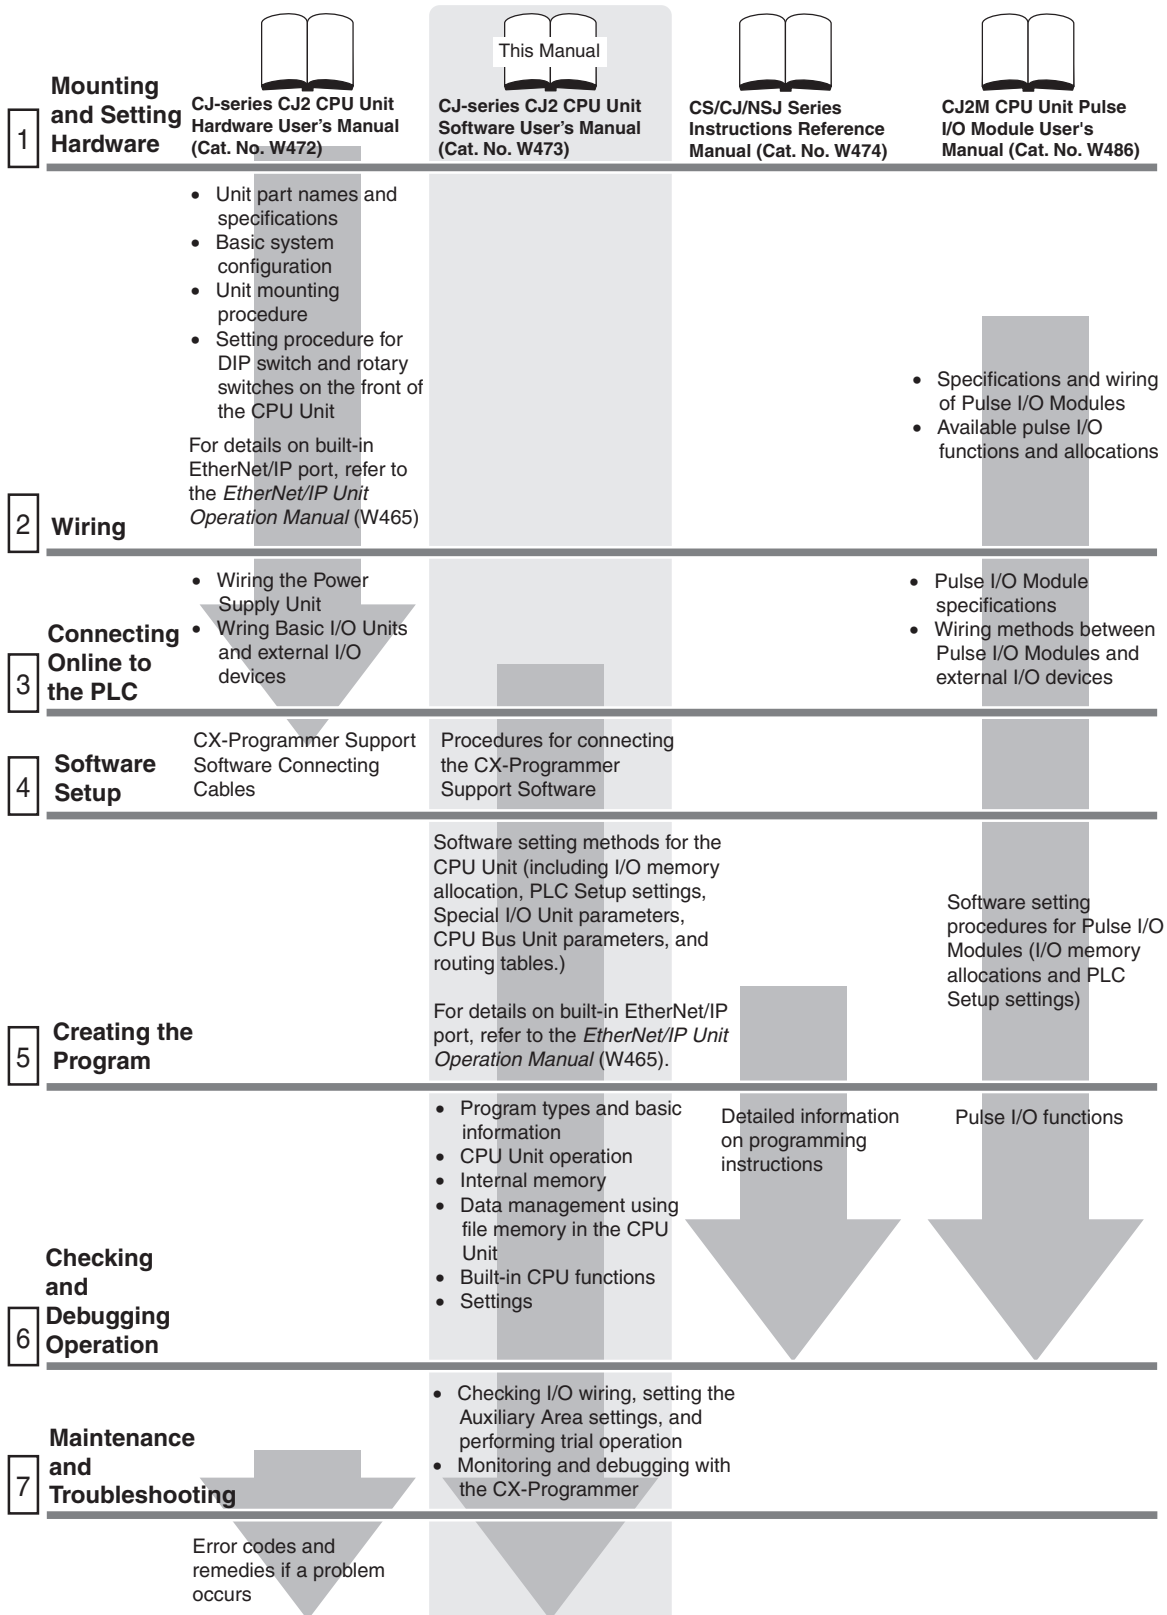 This Manual
CJ-series CJ2 CPU Unit
Hardware User's Manual
(Cat. No. W472)
CJ-series CJ2 CPU Unit
Software User's Manual
(Cat. No. W473)
CS/CJ/NSJ Series
Instructions Reference
Manual (Cat. No. W474)
CJ2M CPU Unit Pulse
I/O Module User's
Manual (Cat. No. W486)
1
Mounting
and Setting
Hardware
• Unit part names and
specifications
• Basic system
configuration
• Unit mounting
procedure
• Setting procedure for
DIP switch and rotary
switches on the front of
the CPU Unit
For details on built-in
EtherNet/IP port, refer to
the EtherNet/IP Unit
Operation Manual (W465)
• Specifications and wiring
of Pulse I/O Modules
• Available pulse I/O
functions and allocations
2
Wiring
• Wiring the Power
Supply Unit
• Wring Basic I/O Units
and external I/O
devices
• Pulse I/O Module
specifications
• Wiring methods between
Pulse I/O Modules and
external I/O devices
3
Connecting
Online to
the PLC
CX-Programmer Support
Software Connecting
Cables
Procedures for connecting
the CX-Programmer
Support Software
4
Software
Setup
Software setting methods for the
CPU Unit (including I/O memory
allocation, PLC Setup settings,
Special I/O Unit parameters,
CPU Bus Unit parameters, and
routing tables.)
For details on built-in EtherNet/IP
port, refer to the EtherNet/IP Unit
Operation Manual (W465).
Software setting
procedures for Pulse I/O
Modules (I/O memory
allocations and PLC
Setup settings)
5
Creating the
Program
• Program types and basic
information
• CPU Unit operation
• Internal memory
• Data management using
file memory in the CPU
Unit
• Built-in CPU functions
• Settings
Detailed information
on programming
instructions
Pulse I/O functions
6
Checking
and
Debugging
Operation
• Checking I/O wiring, setting the
Auxiliary Area settings, and
performing trial operation
• Monitoring and debugging with
the CX-Programmer
7
Maintenance
and
Troubleshooting
Error codes and
remedies if a problem
occurs